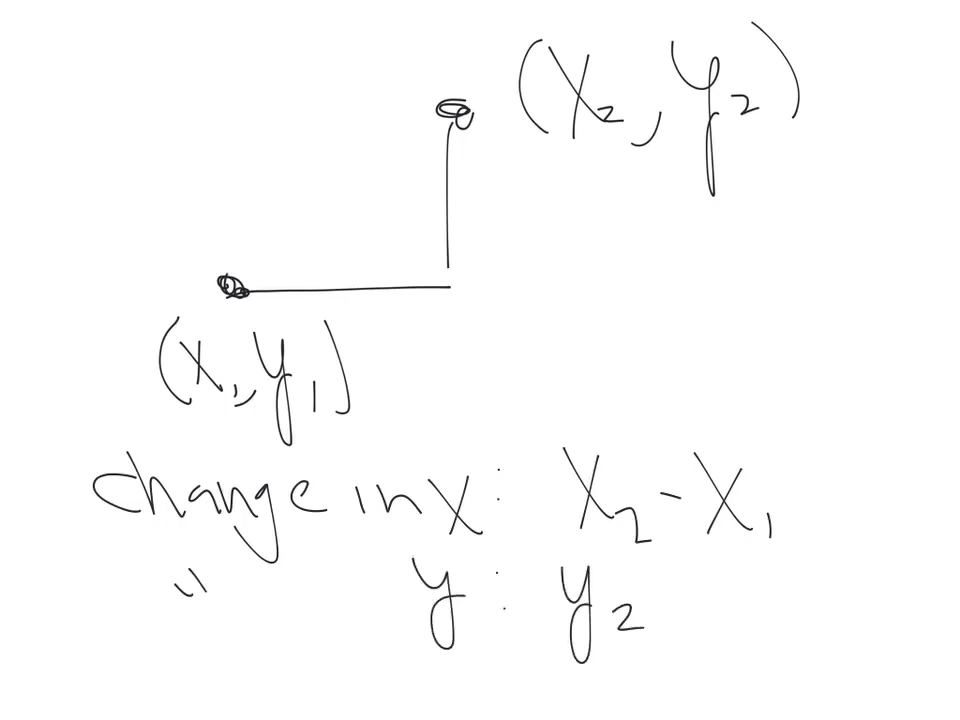 (x₂, y₂)
(x₁, y₁)
change in x: x₂ - x₁
" y: y₂